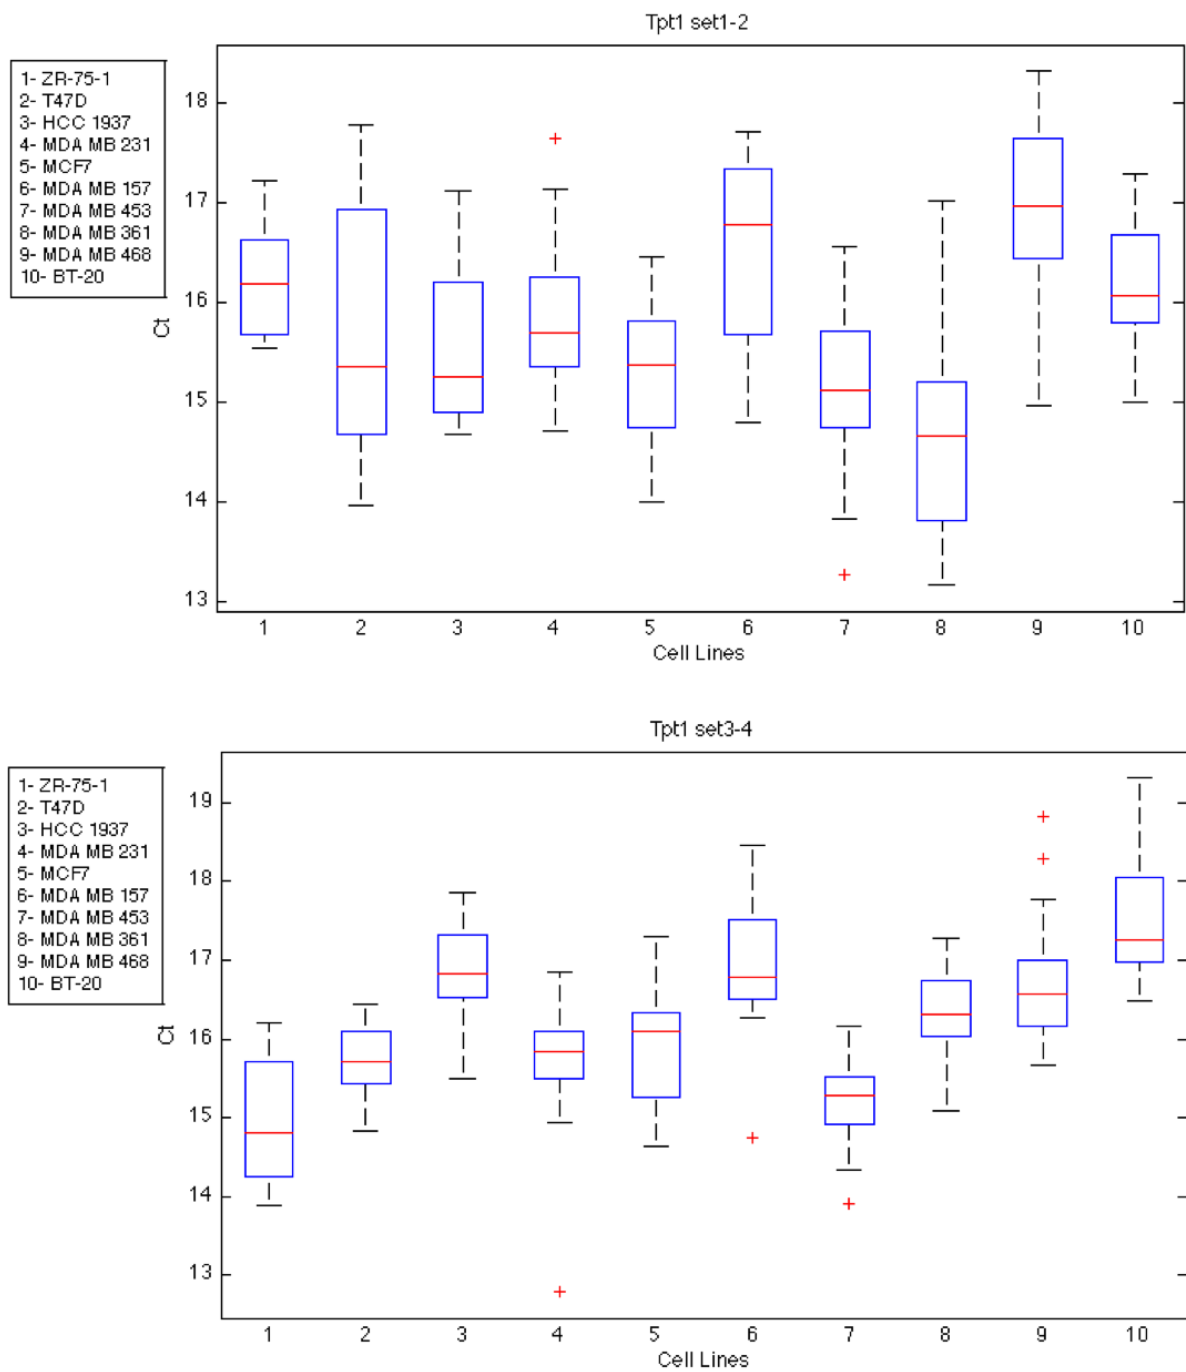 Tpt1 set1-2
1- ZR-75-1
2- T47D
3- HCC 1937
4- MDA MB 231
5- MCF7
6- MDA MB 157
7- MDA MB 453
8- MDA MB 361
9- MDA MB 468
10- BT-20
Ct
18
17
16
15
14
13
1 2 3 4 5 6 7 8 9 10
Cell Lines
Tpt1 set3-4
1- ZR-75-1
2- T47D
3- HCC 1937
4- MDA MB 231
5- MCF7
6- MDA MB 157
7- MDA MB 453
8- MDA MB 361
9- MDA MB 468
10- BT-20
Ct
19
18
17
16
15
14
13
1 2 3 4 5 6 7 8 9 10
Cell Lines